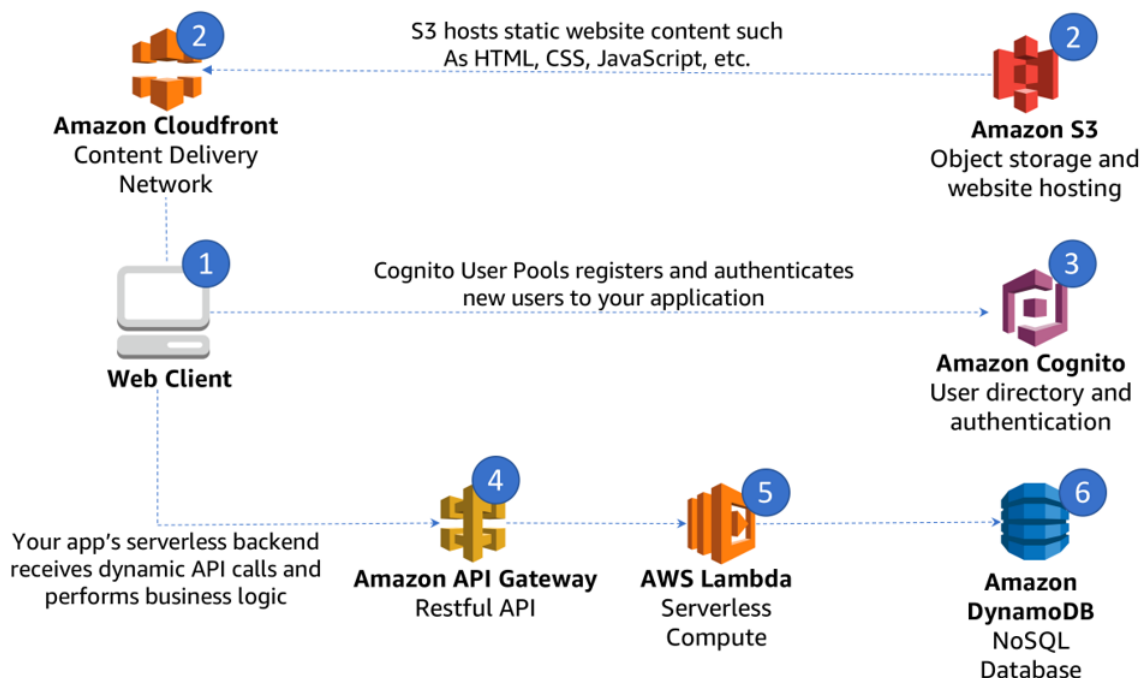 2
S3 hosts static website content such
As HTML, CSS, JavaScript, etc.
2
Amazon Cloudfront
Content Delivery
Network
Amazon S3
Object storage and
website hosting
1
Cognito User Pools registers and authenticates
new users to your application
3
Web Client
Amazon Cognito
User directory and
authentication
4
5
6
Your app's serverless backend
receives dynamic API calls and
performs business logic
Amazon API Gateway
Restful API
AWS Lambda
Serverless
Compute
Amazon
DynamoDB
NoSQL
Database